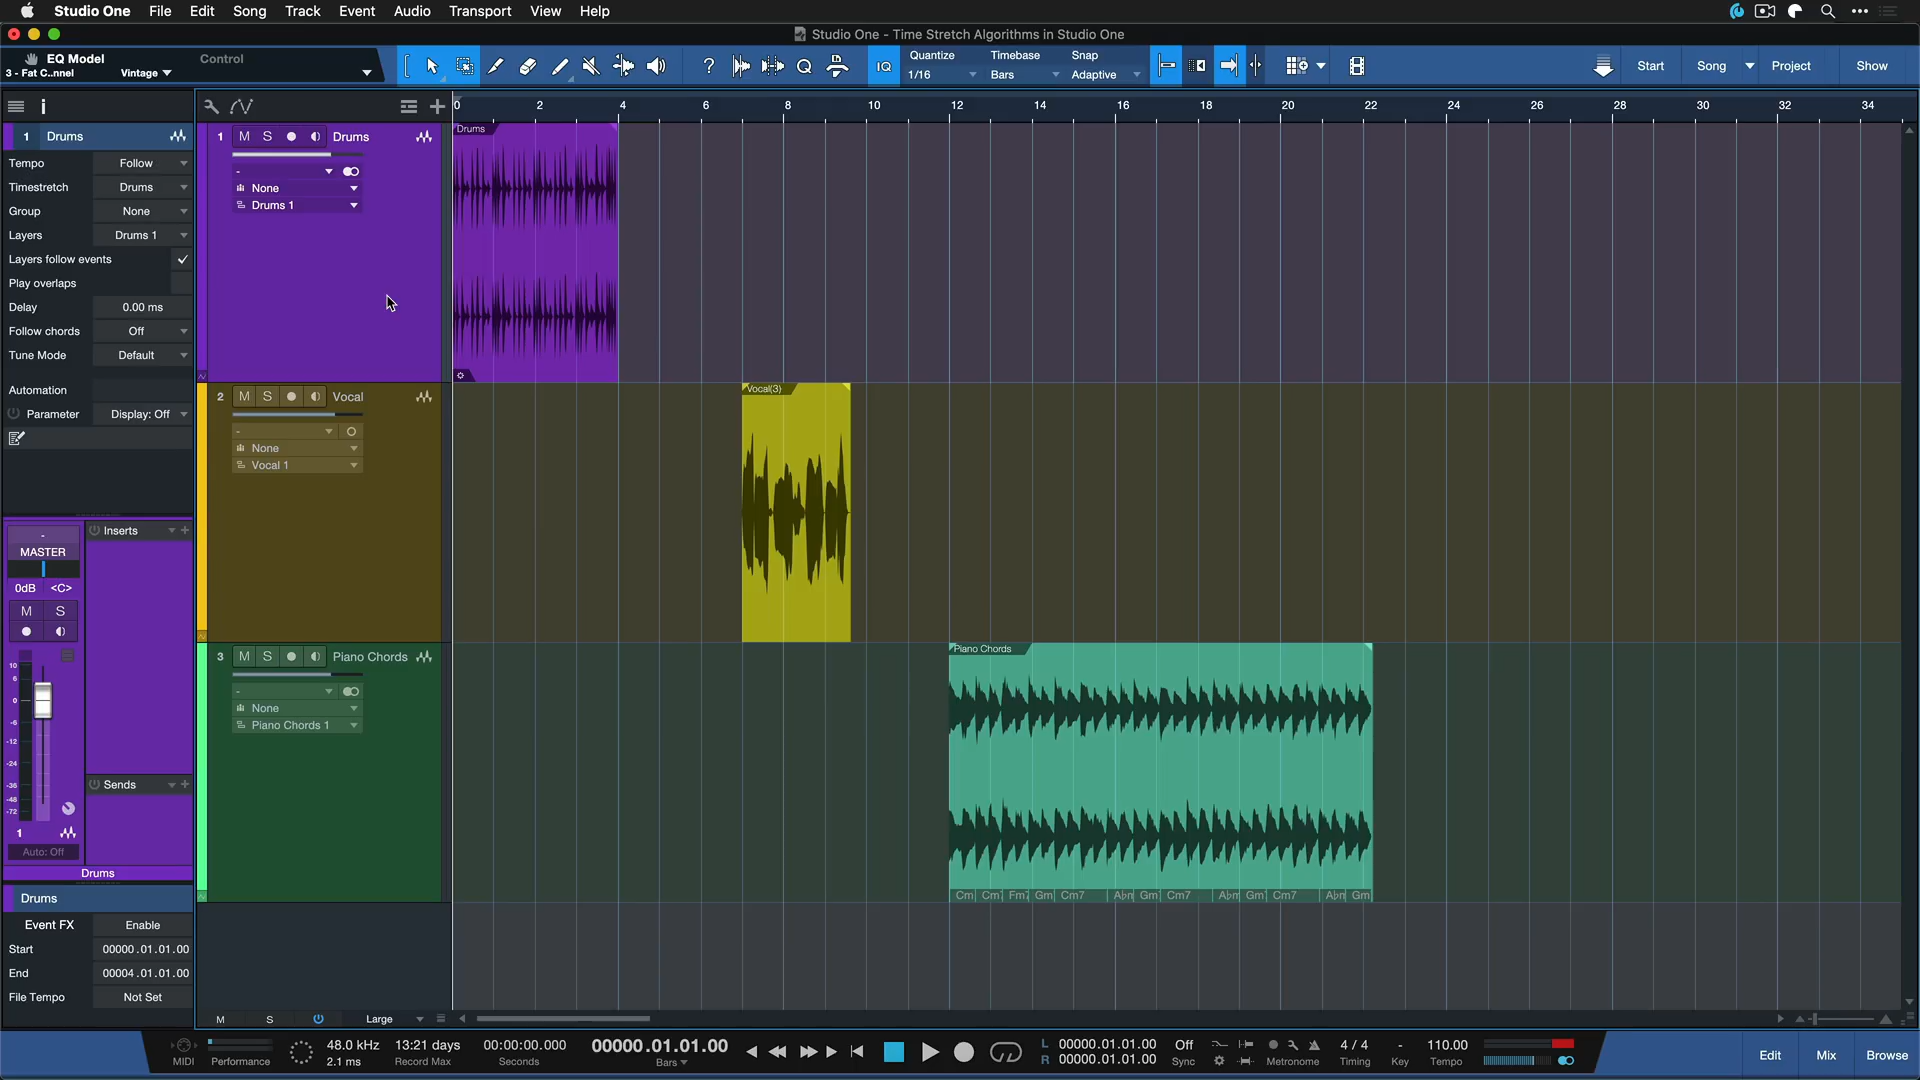 Studio One File Edit Song Track Event Audio Transport View Help
Studio One - Time Stretch Algorithms in Studio One
EQ Model Control
3 - Fat C..nnel Vintage
? IQ
Quantize Timebase Snap
1/16 Bars Adaptive
Start Song Project Show
i
0 2 4 6 8 10 12 14 16 18 20 22 24 26 28 30 32 34
1 Drums
Tempo Follow
Timestretch Drums
Group None
Layers Drums 1
Layers follow events
Play overlaps
Delay 0.00 ms
Follow chords Off
Tune Mode Default
Automation
Parameter Display: Off
1 M S Drums
-
None
Drums 1
Drums
2 M S Vocal
-
None
Vocal 1
Vocal(3)
3 M S Piano Chords
-
None
Piano Chords 1
Piano Chords
Cm Cm7 Fm7 Gm Cm7 Gm Cm7 Gm Cm7 Gm
-
MASTER
0dB <C>
M S
10
6
0
-6
-12
-24
-36
-48
-72
1
Auto: Off
Inserts
Sends
Drums
Drums
Event FX Enable
Start 00000.01.01.00
End 00004.01.01.00
File Tempo Not Set
M S Large
MIDI Performance
48.0 kHz
2.1 ms
13:21 days
Record Max
00:00:00.000
Seconds
00000.01.01.00
Bars
L 00000.01.01.00
R 00000.01.01.00
Off
Sync
Metronome
4 / 4
Timing
-
Key
110.00
Tempo
Edit Mix Browse